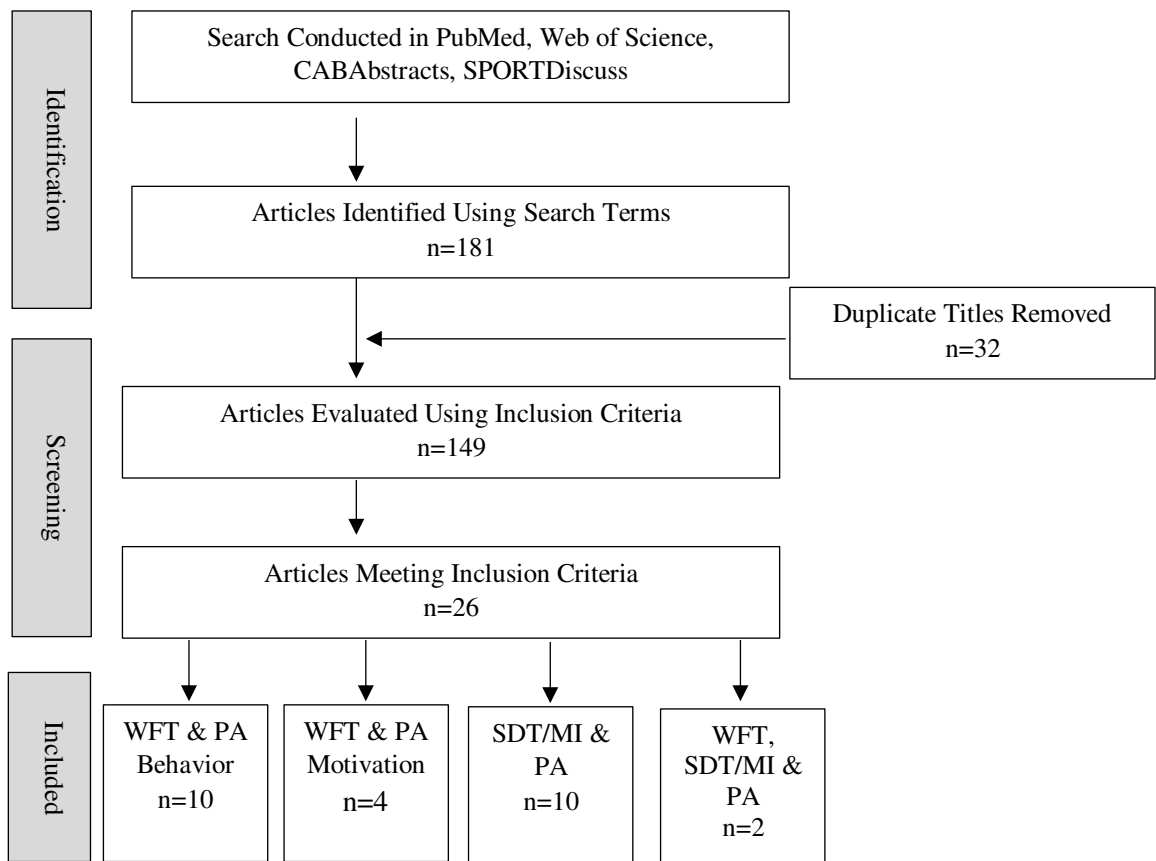 Identification
Search Conducted in PubMed, Web of Science,
CABAbstracts, SPORTDiscuss
Articles Identified Using Search Terms
n=181
Duplicate Titles Removed
n=32
Screening
Articles Evaluated Using Inclusion Criteria
n=149
Articles Meeting Inclusion Criteria
n=26
Included
WFT & PA
Behavior
n=10
WFT & PA
Motivation
n=4
SDT/MI &
PA
n=10
WFT,
SDT/MI &
PA
n=2